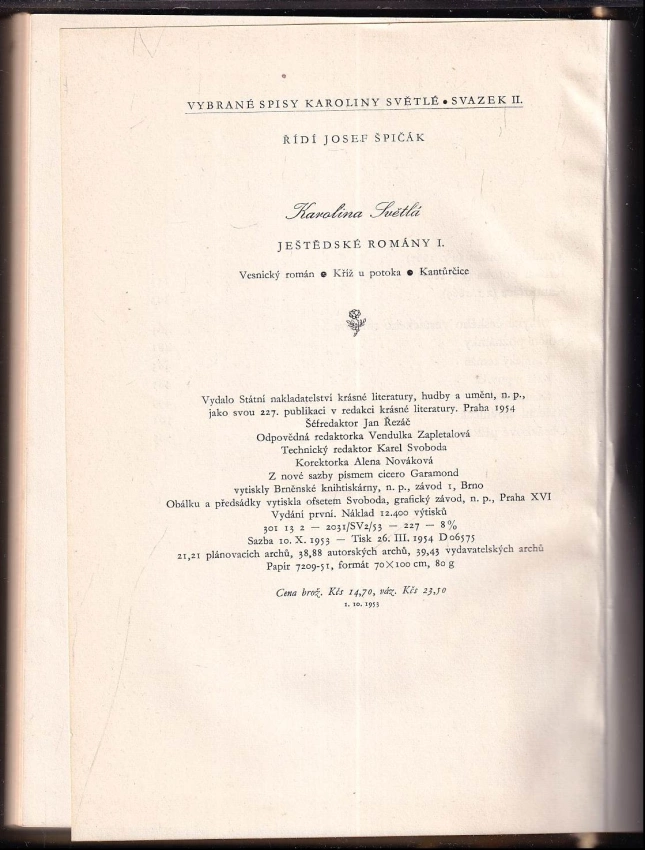 VYBRANÉ SPISY KAROLINY SVĚTLÉ • SVAZEK II.
ŘÍDÍ JOSEF ŠPIČÁK
Karolina Světlá
JEŠTĚDSKÉ ROMÁNY I.
Vesnický román • Kříž u potoka • Kantůrčice
Vydalo Státní nakladatelství krásné literatury, hudby a umění, n. p.,
jako svou 227. publikaci v redakci krásné literatury. Praha 1954
Šéfredaktor Jan Řezáč
Odpovědná redaktorka Vendulka Zapletalová
Technický redaktor Karel Svoboda
Korektorka Alena Nováková
Z nové sazby písmem cicero Garamond
vytiskly Brněnské knihtiskárny, n. p., závod 1, Brno
Obálku a předsádky vytiskla ofsetem Svoboda, grafický závod, n. p., Praha XVI
Vydání první. Náklad 12.400 výtisků
301 13 2 — 2031/SV2/53 — 227 — 8%
Sazba 10. X. 1953 — Tisk 26. III. 1954 D06575
21,21 plánovacích archů, 38,88 autorských archů, 39,43 vydavatelských archů
Papír 7209-51, formát 70×100 cm, 80 g
Cena brož. Kčs 14,70, váz. Kčs 23,50
1. 10. 1953